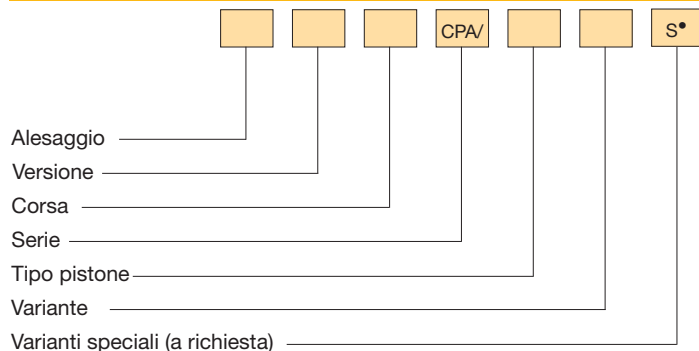 CPA/ S•
Alesaggio
Versione
Corsa
Serie
Tipo pistone
Variante
Varianti speciali (a richiesta)